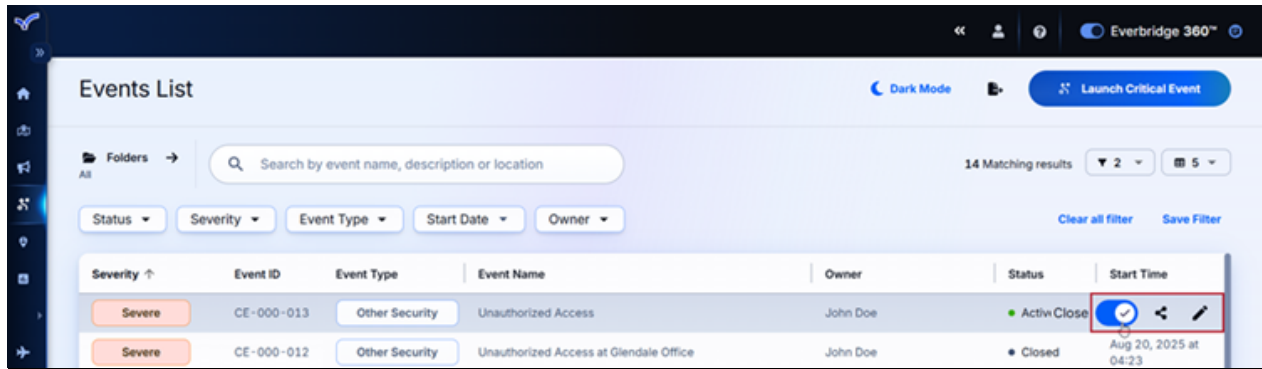 Everbridge 360™
Events List
Dark Mode
Launch Critical Event
Folders
All
Search by event name, description or location
14 Matching results
2
5
Status
Severity
Event Type
Start Date
Owner
Clear all filter
Save Filter
Severity Event ID Event Type Event Name Owner Status Start Time
Severe CE-000-013 Other Security Unauthorized Access John Doe Activ Close
Severe CE-000-012 Other Security Unauthorized Access at Glendale Office John Doe Closed Aug 20, 2025 at
04:23